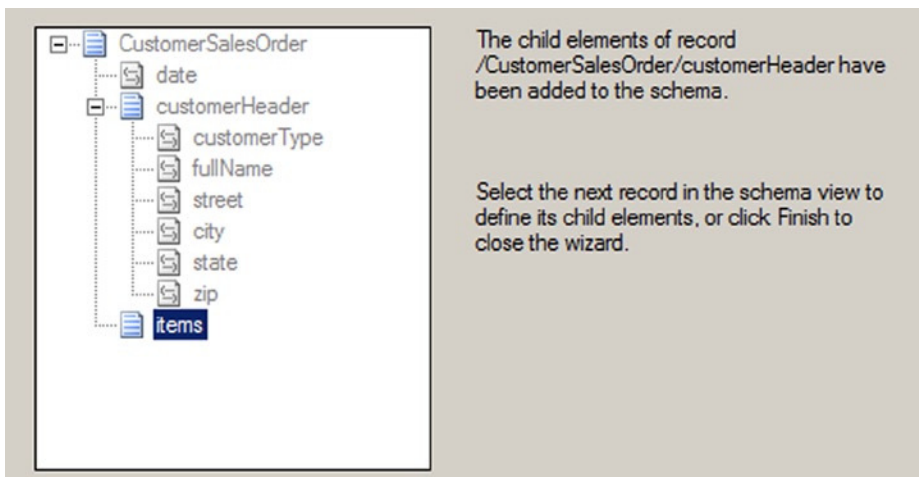 CustomerSalesOrder
date
customerHeader
customerType
fullName
street
city
state
zip
items
The child elements of record
/CustomerSalesOrder/customerHeader have
been added to the schema.
Select the next record in the schema view to
define its child elements, or click Finish to
close the wizard.